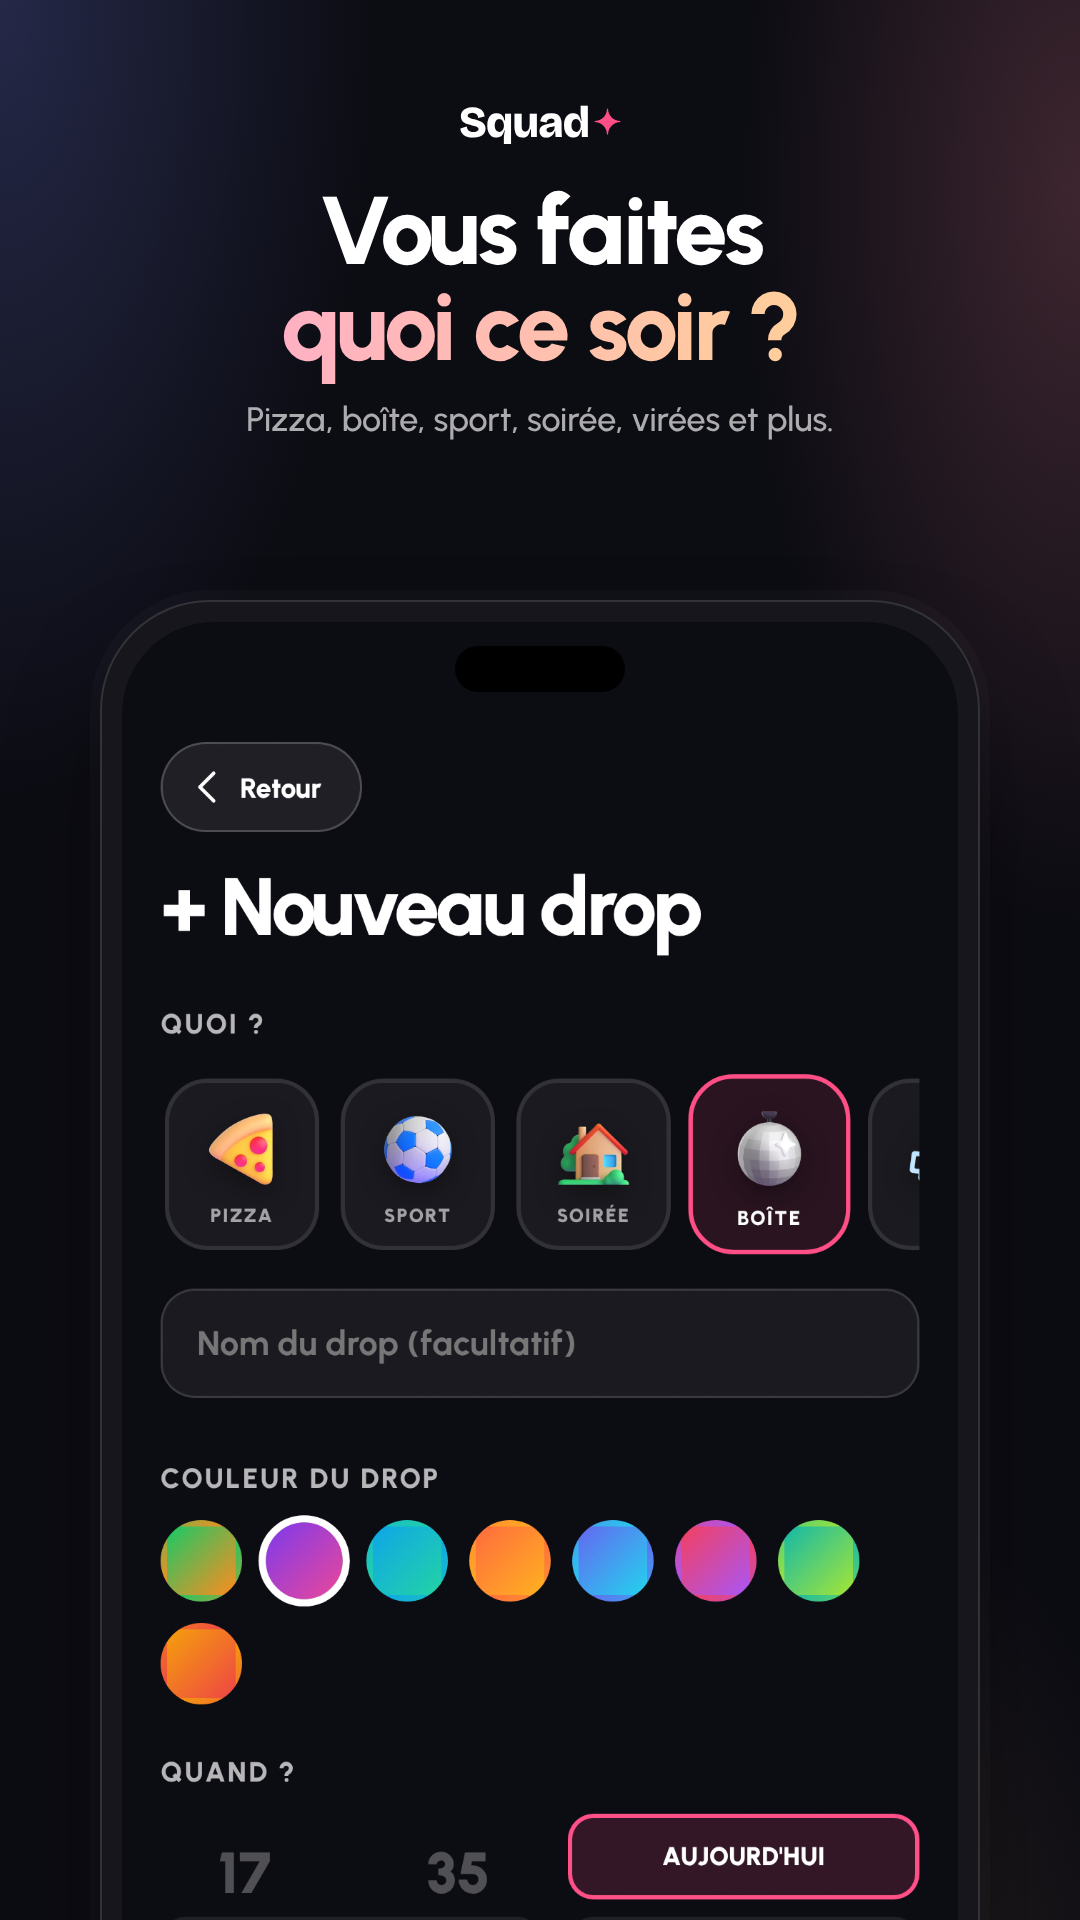 Squad
Vous faites
quoi ce soir ?
Pizza, boîte, sport, soirée, virées et plus.
Retour
+ Nouveau drop
QUOI ?
PIZZA SPORT SOIRÉE BOÎTE
Nom du drop (facultatif)
COULEUR DU DROP
QUAND ?
17 35 AUJOURD'HUI